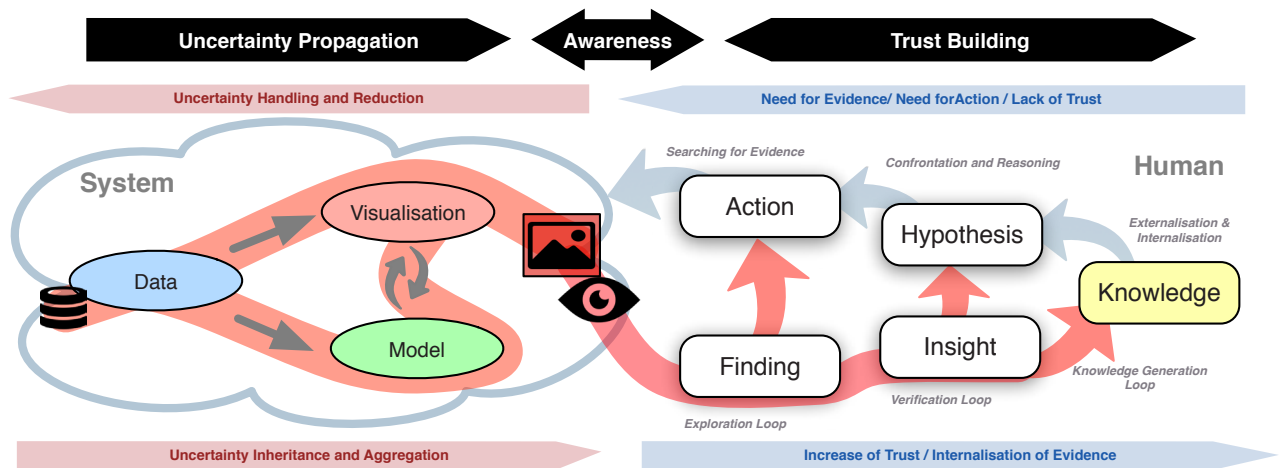 Uncertainty Propagation
Awareness
Trust Building
Uncertainty Handling and Reduction
Need for Evidence/ Need forAction / Lack of Trust
System
Human
Searching for Evidence
Confrontation and Reasoning
Externalisation &
Internalisation
Visualisation
Data
Model
Action
Hypothesis
Knowledge
Finding
Insight
Exploration Loop
Verification Loop
Knowledge Generation
Loop
Uncertainty Inheritance and Aggregation
Increase of Trust / Internalisation of Evidence